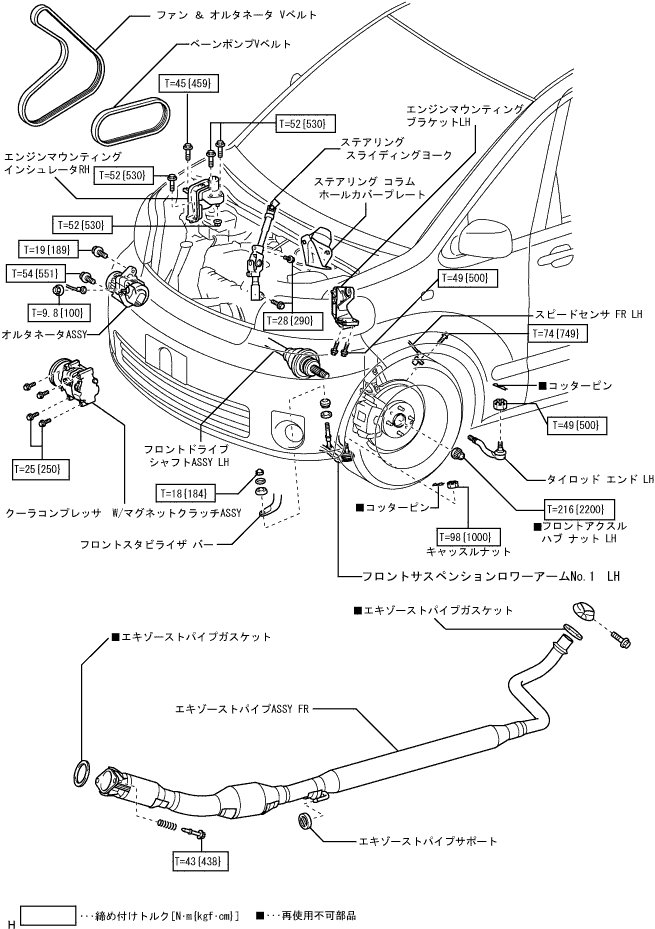 ファン & オルタネータ Vベルト
ベーンポンプVベルト
T=45{459}
T=52{530}
エンジンマウンティング
ブラケットLH
ステアリング
スライディングヨーク
エンジンマウンティング
インシュレータRH
T=52{530}
ステアリング コラム
ホールカバープレート
T=52{530}
T=19{189}
T=54{551}
T=49{500}
T=9.8{100}
T=28{290}
スピードセンサ FR LH
オルタネータASSY
T=74{749}
■コッターピン
T=49{500}
フロントドライブ
シャフトASSY LH
T=25{250}
タイロッド エンド LH
T=18{184}
クーラコンプレッサ W/マグネットクラッチASSY
■コッターピン
T=216{2200}
■フロントアクスル
ハブ ナット LH
T=98{1000}
キャッスルナット
フロントスタビライザ バー
フロントサスペンションロワーアームNo.1 LH
■エキゾーストパイプガスケット
■エキゾーストパイプガスケット
エキゾーストパイプASSY FR
エキゾーストパイプサポート
T=43{438}
･･･締め付けトルク[N･m{kgf･cm}] ■･･･再使用不可部品
H